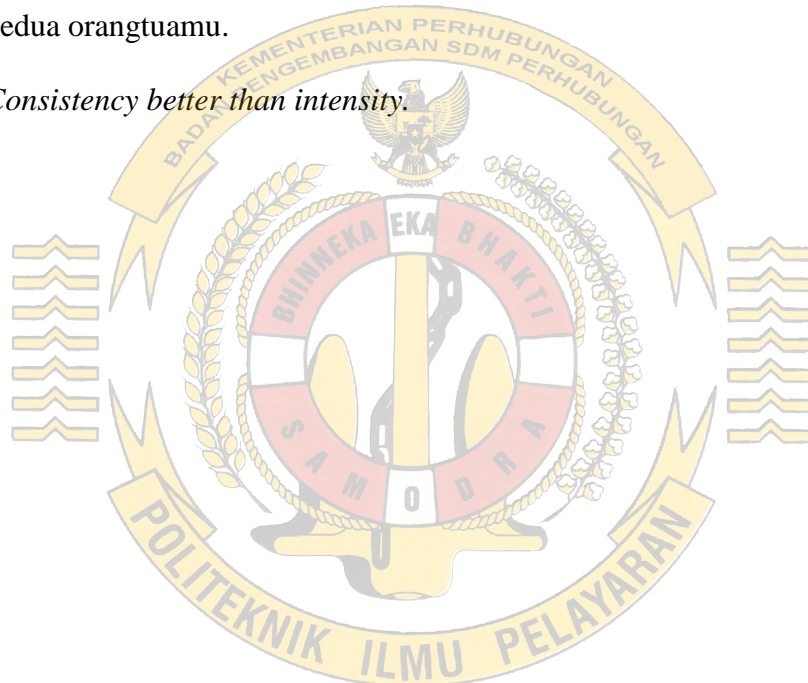 edua orangtuamu.
Consistency better than intensity.
KEMENTERIAN PERHUBUNGAN
BADAN PENGEMBANGAN SDM PERHUBUNGAN
BHINNEKA EKA BHAKTI
SAMODRA
POLITEKNIK ILMU PELAYARAN